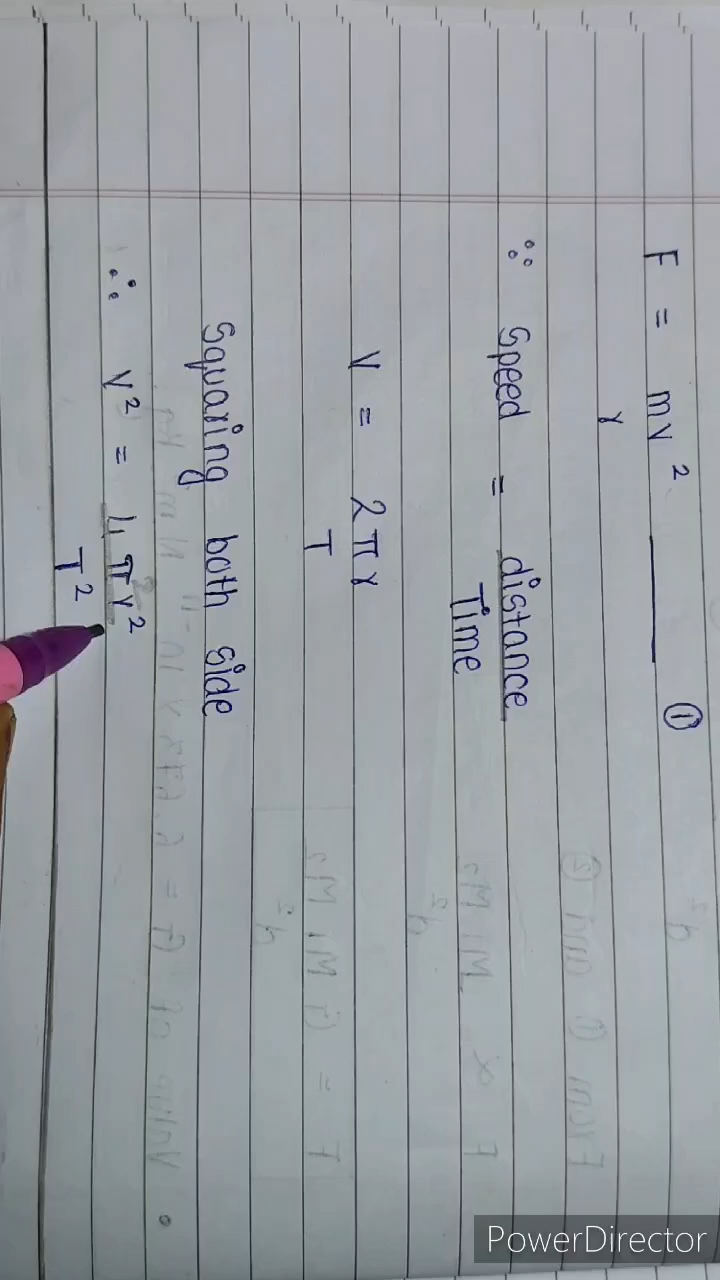 F = mv² ——— ①
r
∵ Speed = distance
Time
V = 2πr
T
Squaring both side
∴ V² = 4π²r²
T²
PowerDirector